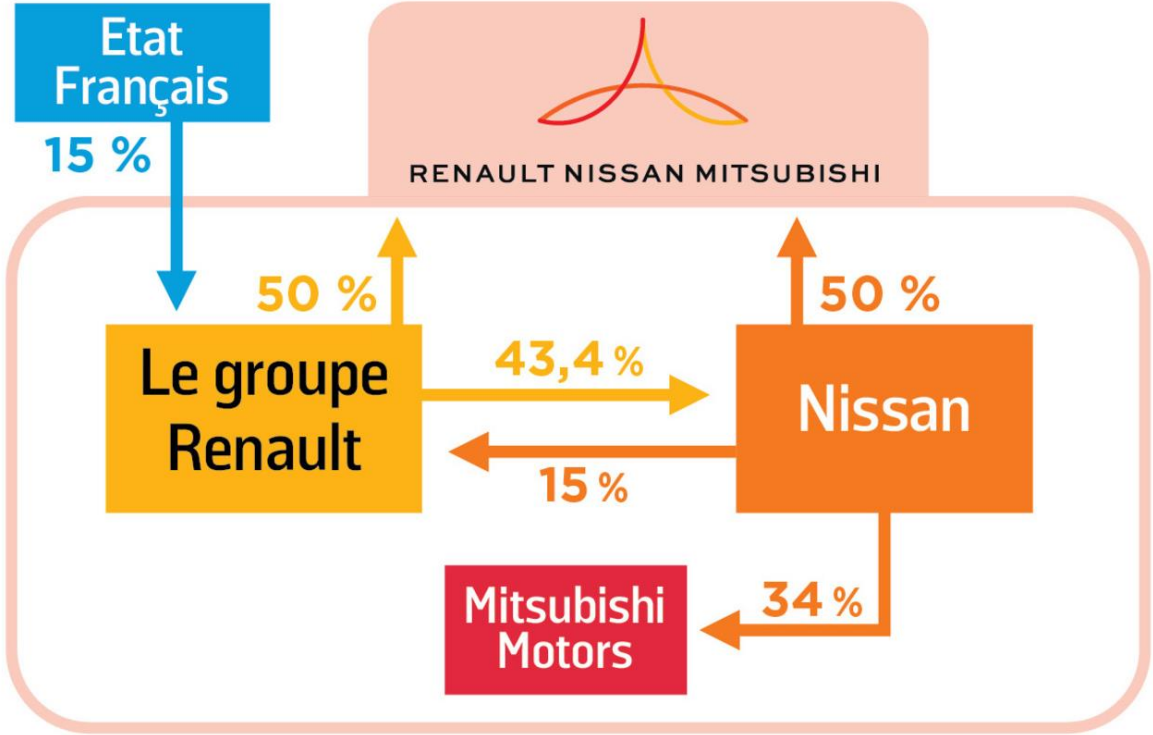 Etat
Français
15 %
RENAULT NISSAN MITSUBISHI
50 %
50 %
Le groupe
Renault
43,4 %
Nissan
15 %
Mitsubishi
Motors
34 %